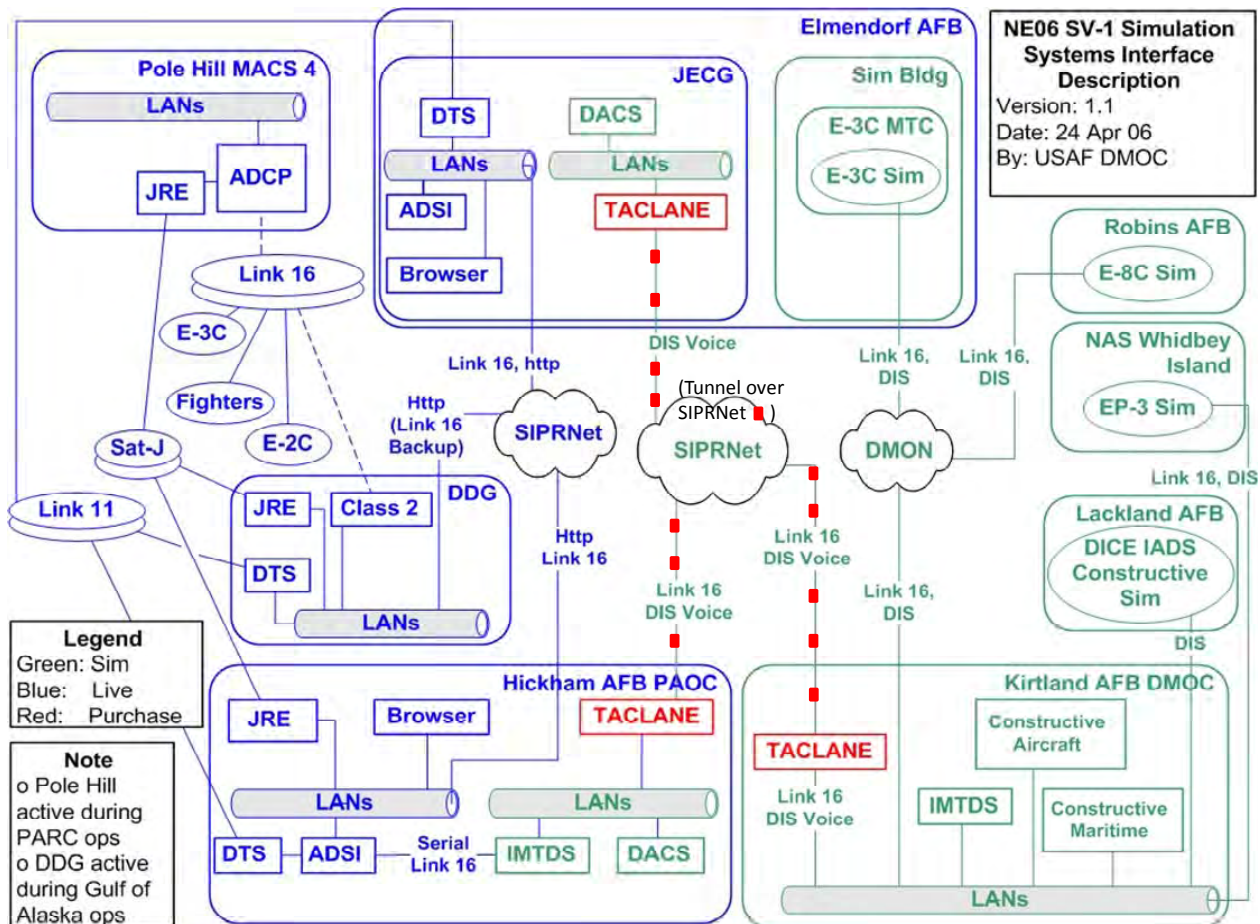 NE06 SV-1 Simulation
Systems Interface
Description
Version: 1.1
Date: 24 Apr 06
By: USAF DMOC
Pole Hill MACS 4
LANs
ADCP
JRE
Link 16
E-3C
Fighters
E-2C
Sat-J
Link 11
Elmendorf AFB
JECG
DTS
LANs
ADSI
Browser
DACS
LANs
TACLANE
Sim Bldg
E-3C MTC
E-3C Sim
Robins AFB
E-8C Sim
NAS Whidbey
Island
EP-3 Sim
Link 16, DIS
Lackland AFB
DICE IADS
Constructive
Sim
DIS
Link 16, http
DIS Voice
Link 16,
DIS
Link 16,
DIS
Http
(Link 16
Backup)
SIPRNet
(Tunnel over
SIPRNet )
SIPRNet
DMON
DDG
JRE
Class 2
DTS
LANs
Http
Link 16
Link 16
DIS Voice
Link 16
DIS Voice
Link 16,
DIS
Legend
Green: Sim
Blue: Live
Red: Purchase
Note
o Pole Hill
active during
PARC ops
o DDG active
during Gulf of
Alaska ops
Hickham AFB PAOC
JRE
Browser
TACLANE
LANs
LANs
DTS
ADSI
Serial
Link 16
IMTDS
DACS
Kirtland AFB DMOC
TACLANE
Link 16
DIS Voice
Constructive
Aircraft
IMTDS
Constructive
Maritime
LANs